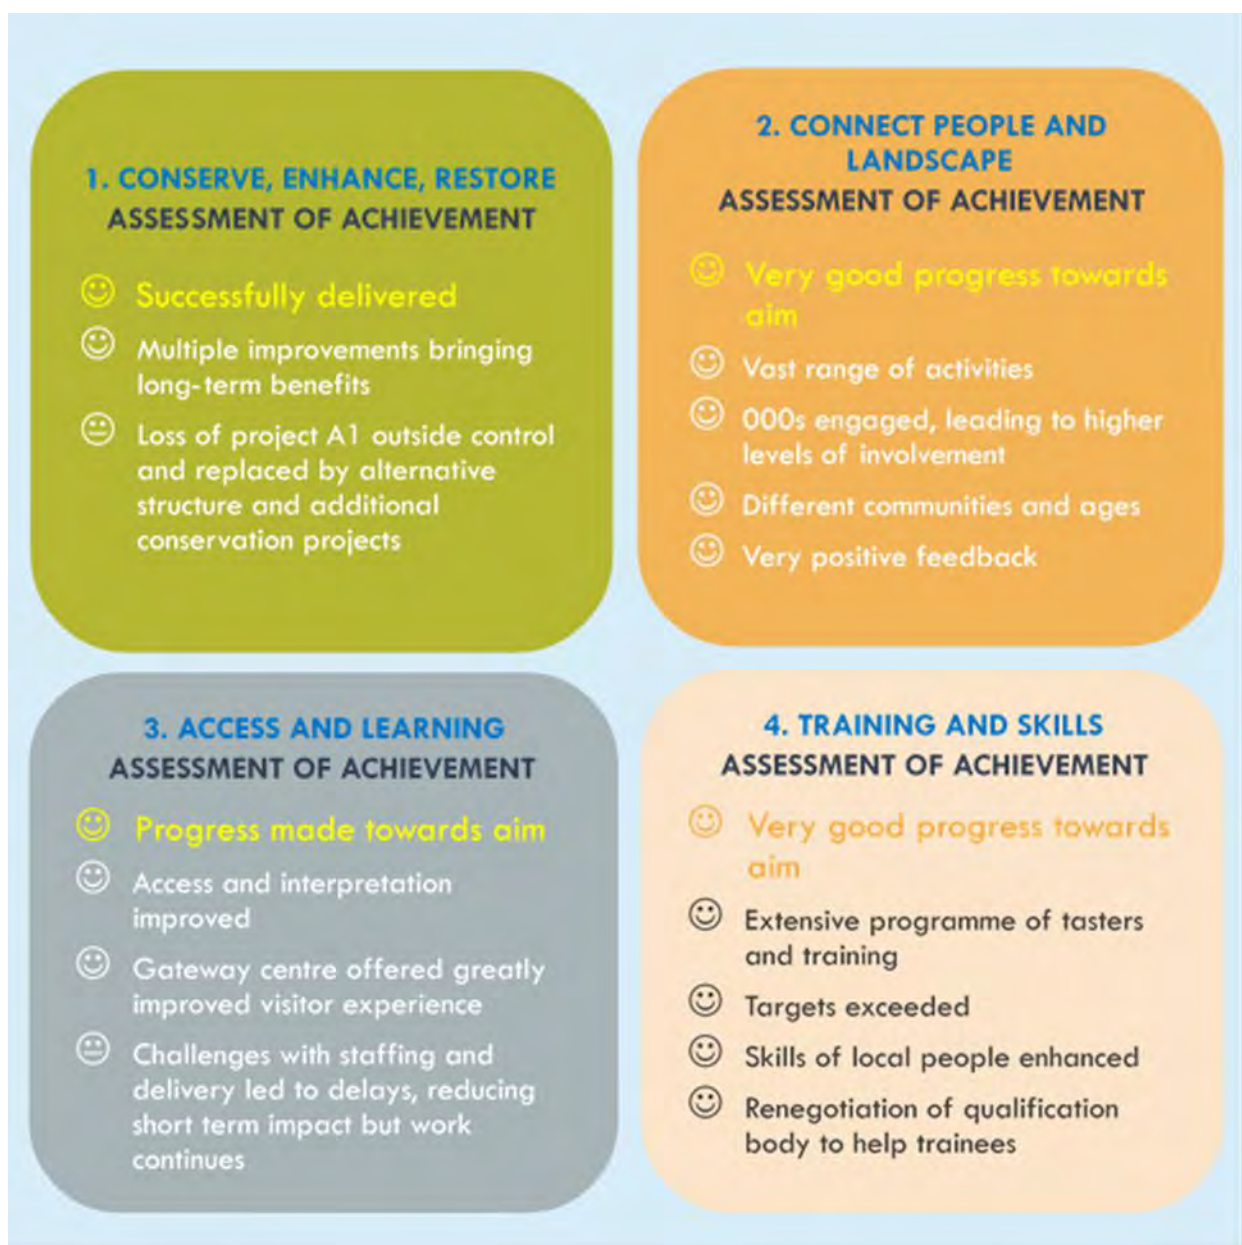 1. CONSERVE, ENHANCE, RESTORE
ASSESSMENT OF ACHIEVEMENT
Successfully delivered
Multiple improvements bringing
long-term benefits
Loss of project A1 outside control
and replaced by alternative
structure and additional
conservation projects
2. CONNECT PEOPLE AND
LANDSCAPE
ASSESSMENT OF ACHIEVEMENT
Very good progress towards
aim
Vast range of activities
000s engaged, leading to higher
levels of involvement
Different communities and ages
Very positive feedback
3. ACCESS AND LEARNING
ASSESSMENT OF ACHIEVEMENT
Progress made towards aim
Access and interpretation
improved
Gateway centre offered greatly
improved visitor experience
Challenges with staffing and
delivery led to delays, reducing
short term impact but work
continues
4. TRAINING AND SKILLS
ASSESSMENT OF ACHIEVEMENT
Very good progress towards
aim
Extensive programme of tasters
and training
Targets exceeded
Skills of local people enhanced
Renegotiation of qualification
body to help trainees